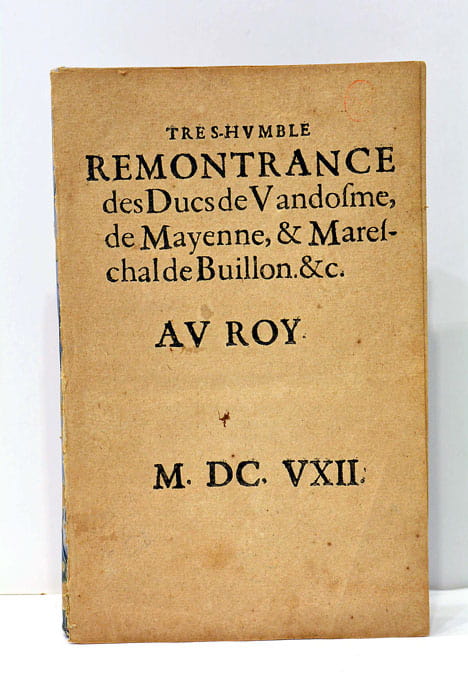 TRES-HVMBLE
REMONTRANCE
des Ducs de Vandoſme,
de Mayenne, & Mareſ-
chal de Buillon. &c.
AV ROY
M. DC. VXII.